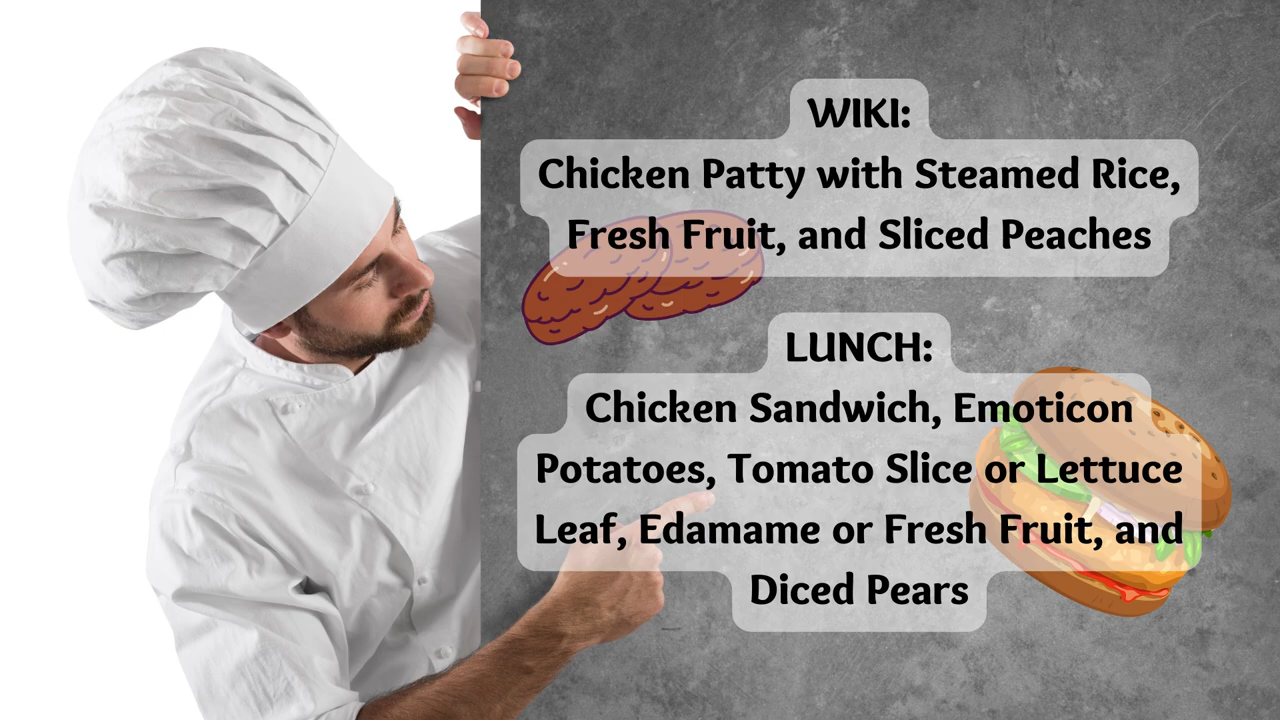 WIKI:
Chicken Patty with Steamed Rice,
Fresh Fruit, and Sliced Peaches
LUNCH:
Chicken Sandwich, Emoticon
Potatoes, Tomato Slice or Lettuce
Leaf, Edamame or Fresh Fruit, and
Diced Pears